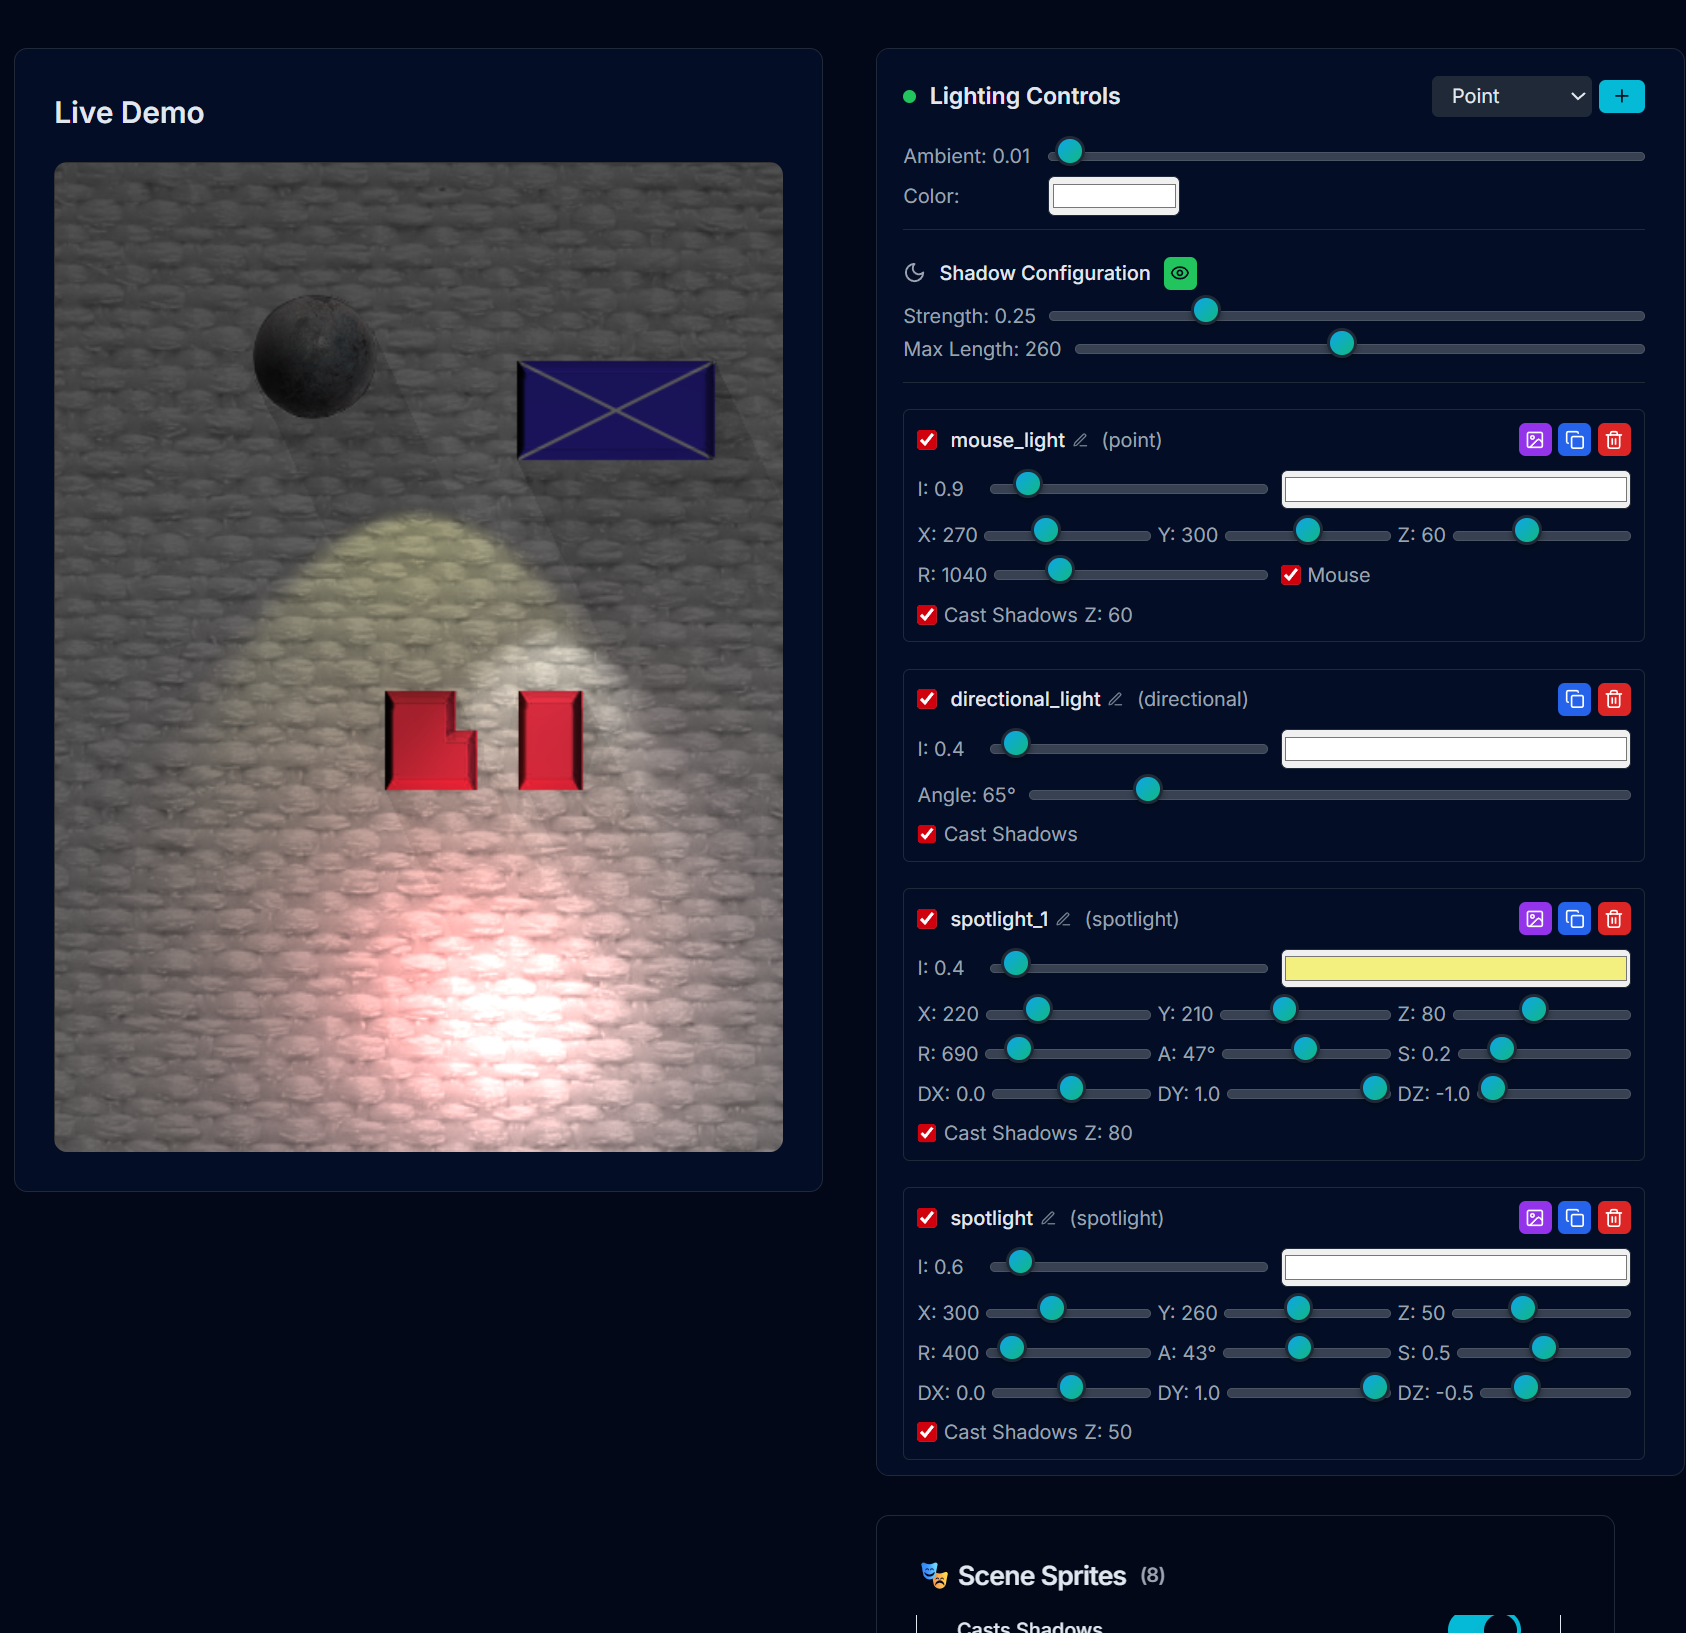 Live Demo
Lighting Controls
Point
+
Ambient: 0.01
Color:
Shadow Configuration
Strength: 0.25
Max Length: 260
mouse_light (point)
I: 0.9
X: 270 Y: 300 Z: 60
R: 1040 Mouse
Cast Shadows Z: 60
directional_light (directional)
I: 0.4
Angle: 65°
Cast Shadows
spotlight_1 (spotlight)
I: 0.4
X: 220 Y: 210 Z: 80
R: 690 A: 47° S: 0.2
DX: 0.0 DY: 1.0 DZ: -1.0
Cast Shadows Z: 80
spotlight (spotlight)
I: 0.6
X: 300 Y: 260 Z: 50
R: 400 A: 43° S: 0.5
DX: 0.0 DY: 1.0 DZ: -0.5
Cast Shadows Z: 50
Scene Sprites (8)
Casts Shadows